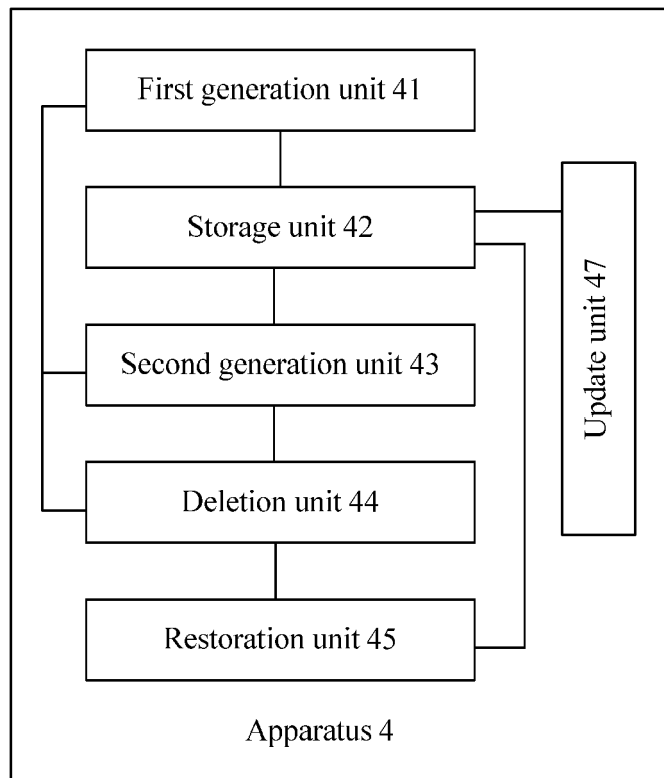 First generation unit 41
Storage unit 42
Second generation unit 43
Deletion unit 44
Restoration unit 45
Update unit 47
Apparatus 4